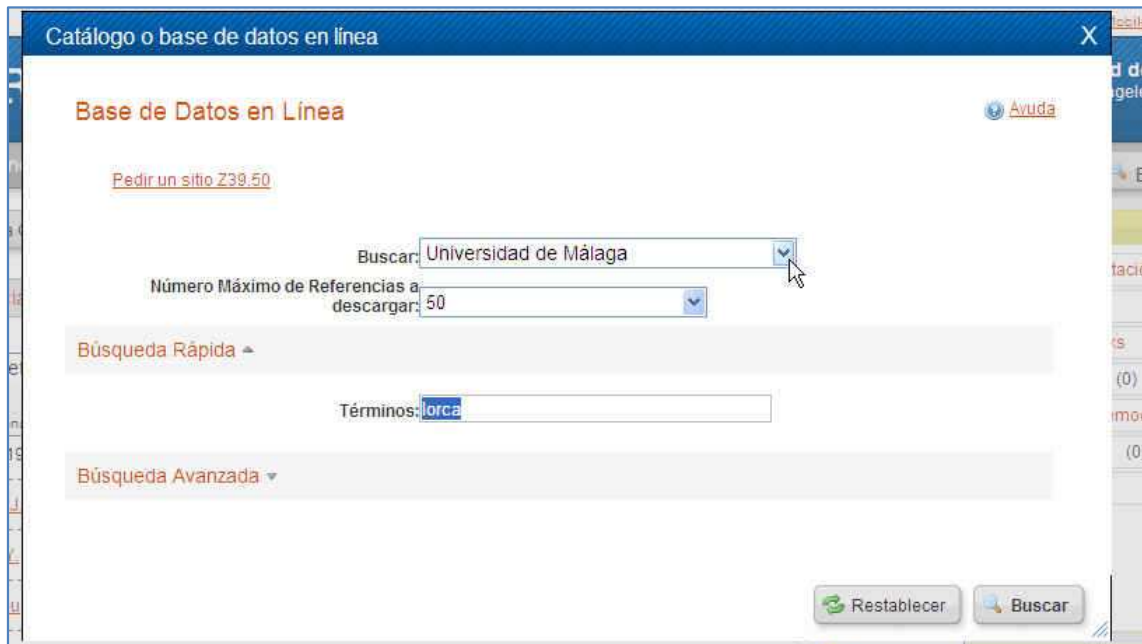 Catálogo o base de datos en línea X
Base de Datos en Línea
Ayuda
Pedir un sitio Z39.50
Buscar: Universidad de Málaga
Número Máximo de Referencias a
descargar: 50
Búsqueda Rápida
(0)
Términos: lorca
Búsqueda Avanzada
Restablecer
Buscar